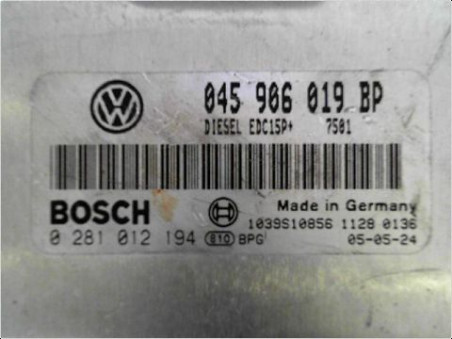 045 906 019 BP
DIESEL EDC15P+ 7501
BOSCH
Made in Germany
1039S10856 1128 0136
0 281 012 194 E10 BPG 05-05-24